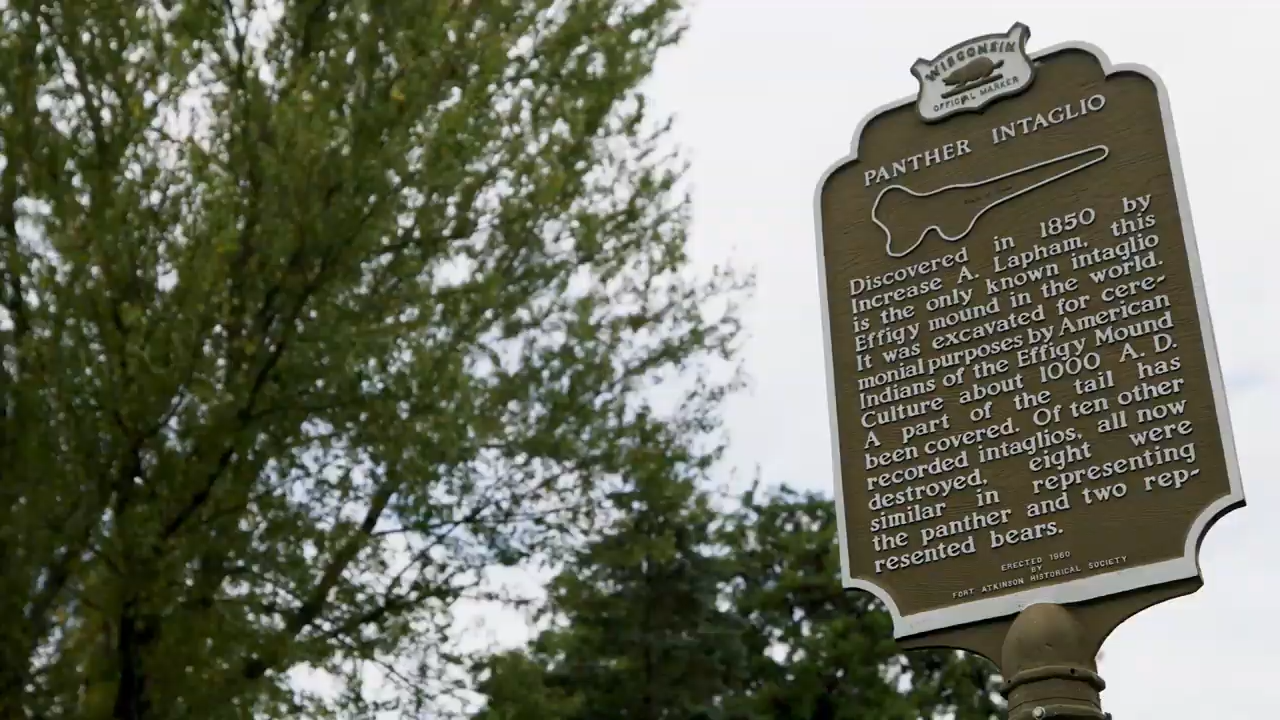 WISCONSIN
OFFICIAL MARKER
PANTHER INTAGLIO
Discovered in 1850 by
Increase A. Lapham, this
is the only known intaglio
Effigy mound in the world.
It was excavated for cere-
monial purposes by American
Indians of the Effigy Mound
Culture about 1000 A. D.
A part of the tail has
been covered. Of ten other
recorded intaglios, all now
destroyed, eight were
similar in representing
the panther and two rep-
resented bears.
ERECTED 1960
BY
FORT ATKINSON HISTORICAL SOCIETY